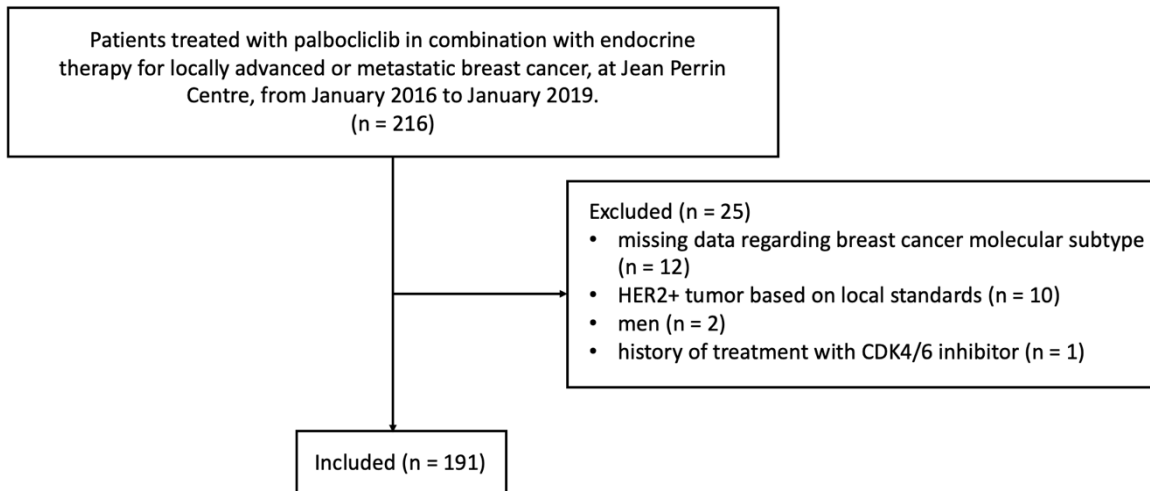 Patients treated with palbocliclib in combination with endocrine
therapy for locally advanced or metastatic breast cancer, at Jean Perrin
Centre, from January 2016 to January 2019.
(n = 216)
Excluded (n = 25)
• missing data regarding breast cancer molecular subtype
(n = 12)
• HER2+ tumor based on local standards (n = 10)
• men (n = 2)
• history of treatment with CDK4/6 inhibitor (n = 1)
Included (n = 191)